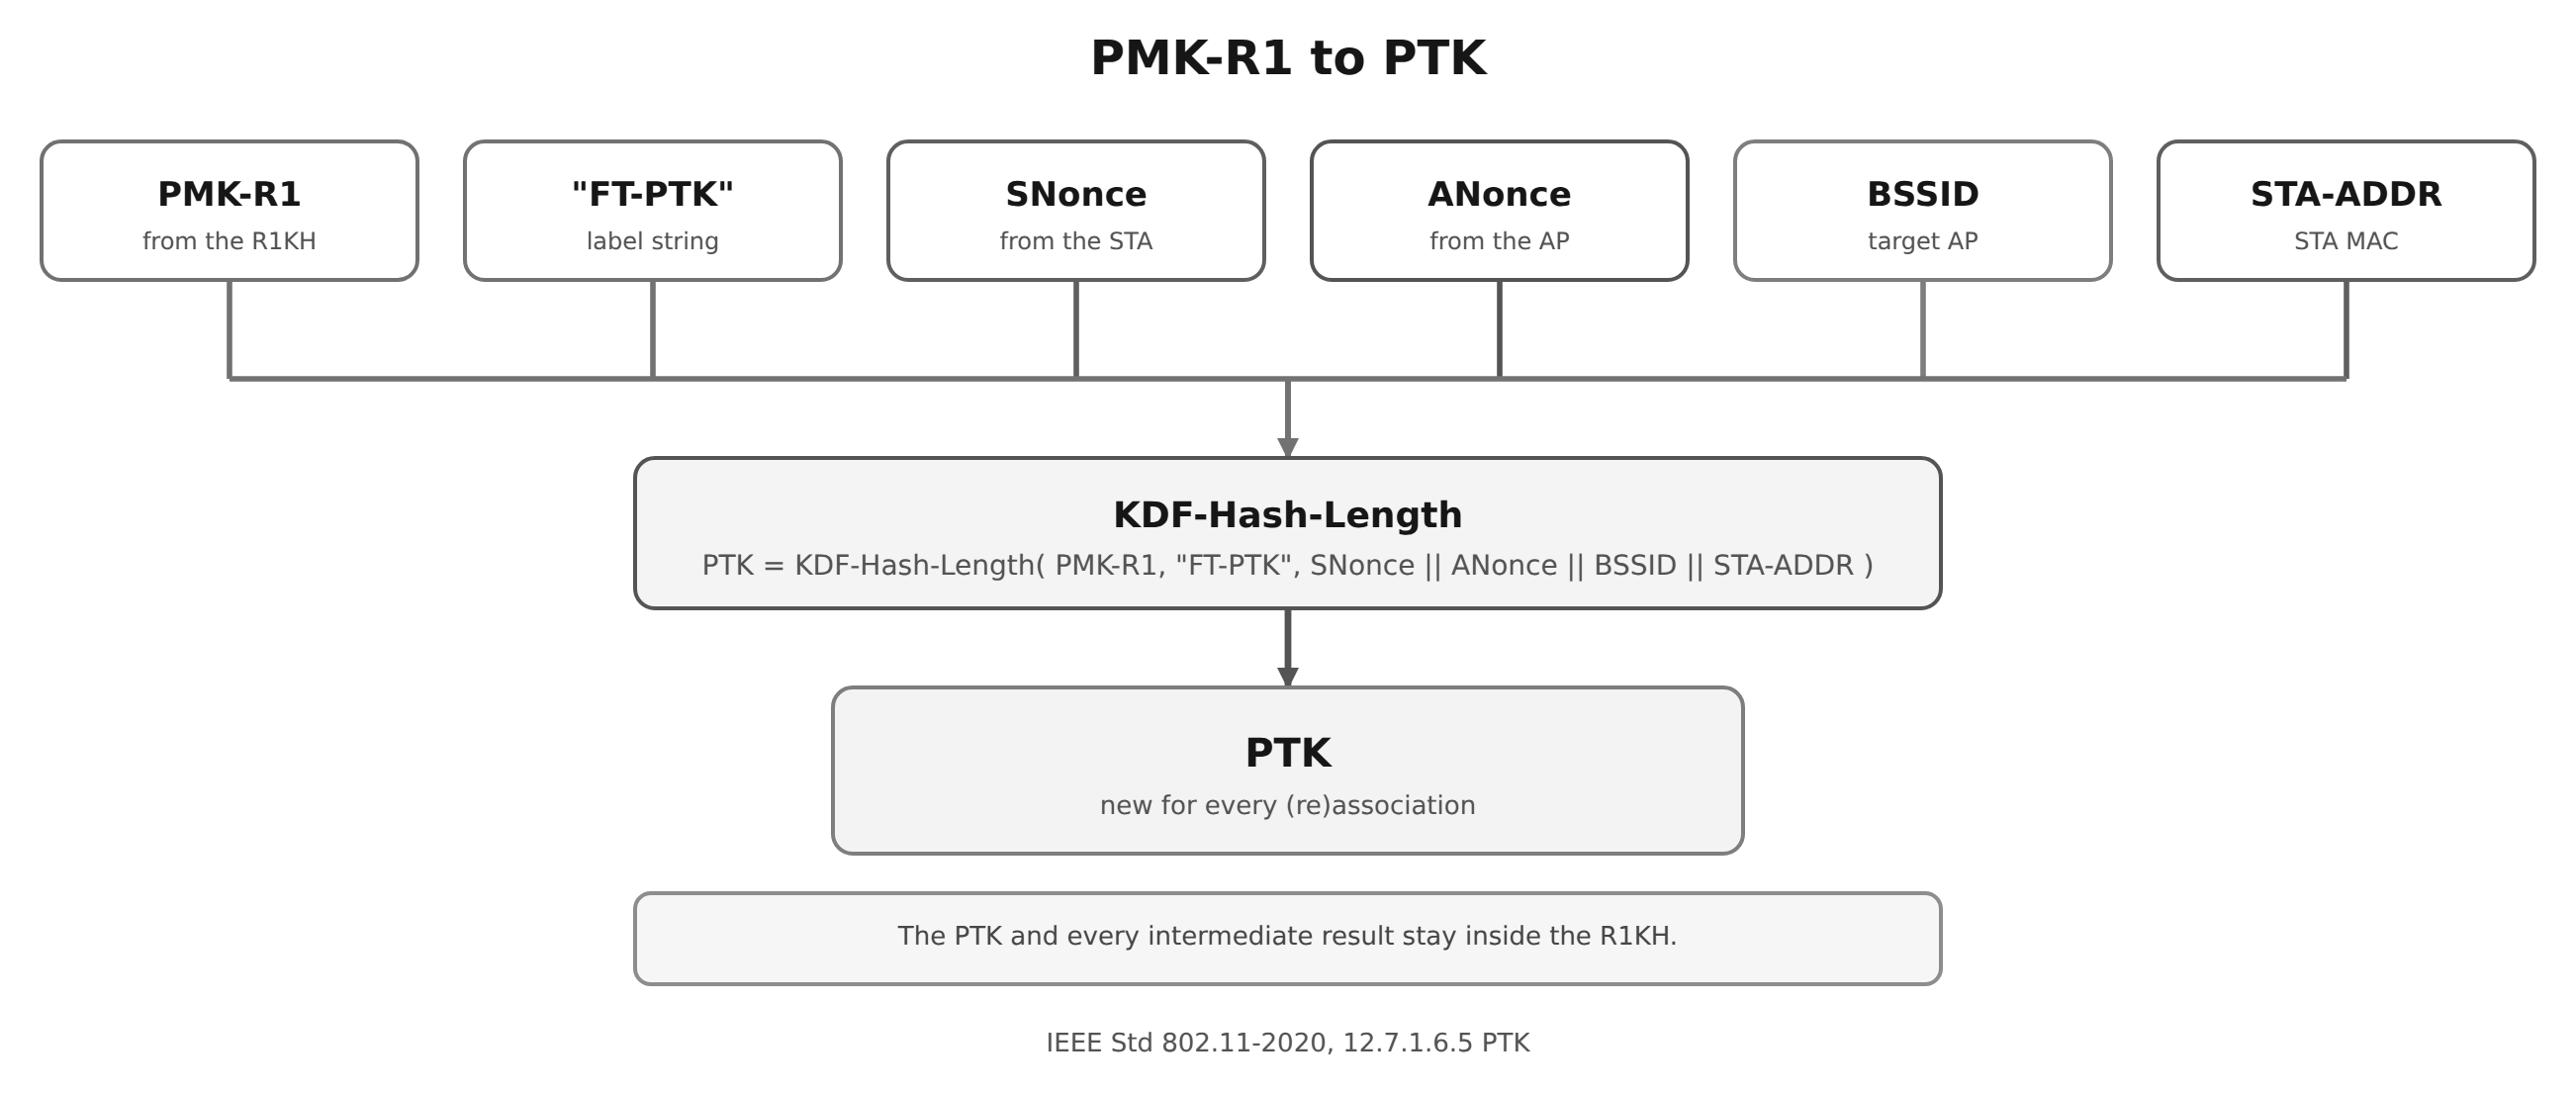 PMK-R1 to PTK
PMK-R1
from the R1KH
"FT-PTK"
label string
SNonce
from the STA
ANonce
from the AP
BSSID
target AP
STA-ADDR
STA MAC
KDF-Hash-Length
PTK = KDF-Hash-Length( PMK-R1, "FT-PTK", SNonce || ANonce || BSSID || STA-ADDR )
PTK
new for every (re)association
The PTK and every intermediate result stay inside the R1KH.
IEEE Std 802.11-2020, 12.7.1.6.5 PTK